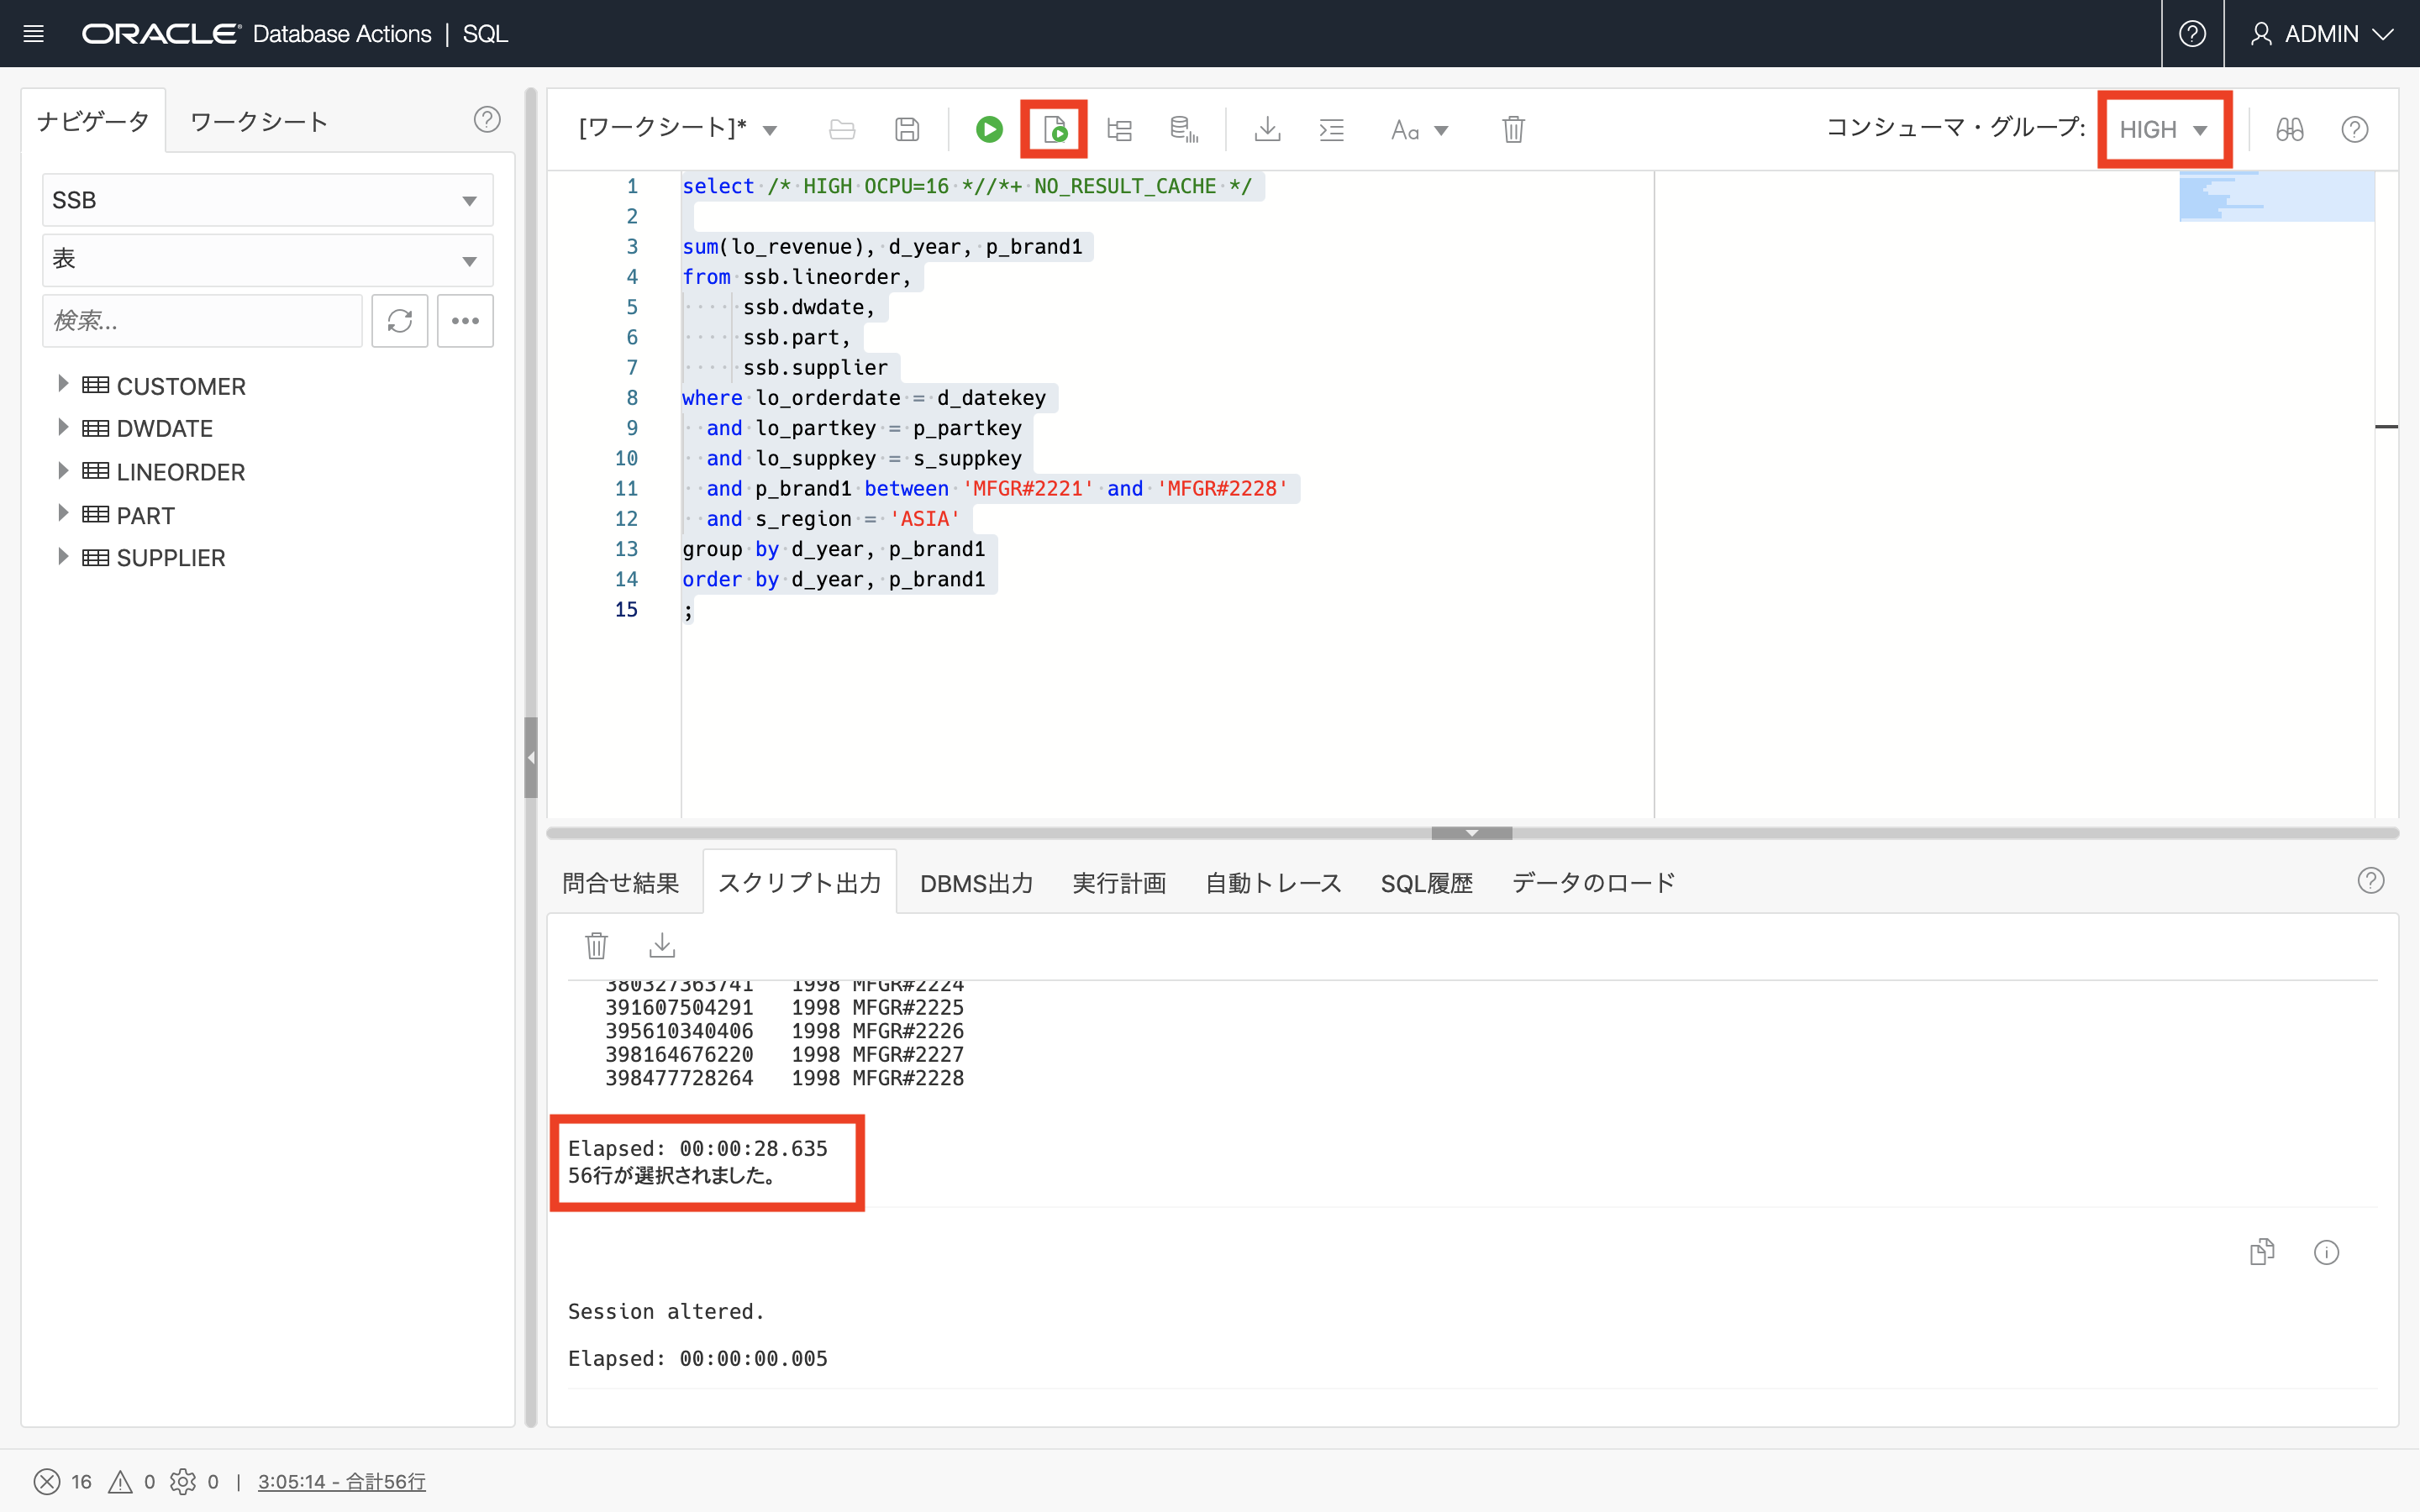 ORACLE Database Actions | SQL
ADMIN
ナビゲータ
ワークシート
SSB
表
検索...
CUSTOMER
DWDATE
LINEORDER
PART
SUPPLIER
[ワークシート]*
Aa
コンシューマ・グループ:
HIGH
1 select /* HIGH OCPU=16 *//*+ NO_RESULT_CACHE */
2
3 sum(lo_revenue), d_year, p_brand1
4 from ssb.lineorder,
5 ssb.dwdate,
6 ssb.part,
7 ssb.supplier
8 where lo_orderdate = d_datekey
9 and lo_partkey = p_partkey
10 and lo_suppkey = s_suppkey
11 and p_brand1 between 'MFGR#2221' and 'MFGR#2228'
12 and s_region = 'ASIA'
13 group by d_year, p_brand1
14 order by d_year, p_brand1
15 ;
問合せ結果
スクリプト出力
DBMS出力
実行計画
自動トレース
SQL履歴
データのロード
380327363741 1998 MFGR#2224
391607504291 1998 MFGR#2225
395610340406 1998 MFGR#2226
398164676220 1998 MFGR#2227
398477728264 1998 MFGR#2228
Elapsed: 00:00:28.635
56行が選択されました。
Session altered.
Elapsed: 00:00:00.005
16 0 0 | 3:05:14 - 合計56行